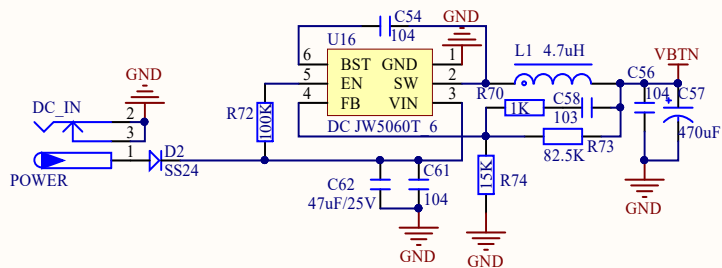 C54
104
GND
U16
6
BST
GND
1
5
EN
SW
2
4
FB
VIN
3
DC JW5060T_6
L1
4.7uH
VBTN
C56
104
C57
470uF
GND
R70
1K
C58
103
82.5K
R73
R72
100K
GND
DC_IN
2
3
1
POWER
D2
SS24
C62
47uF/25V
C61
104
GND
15K
R74
GND